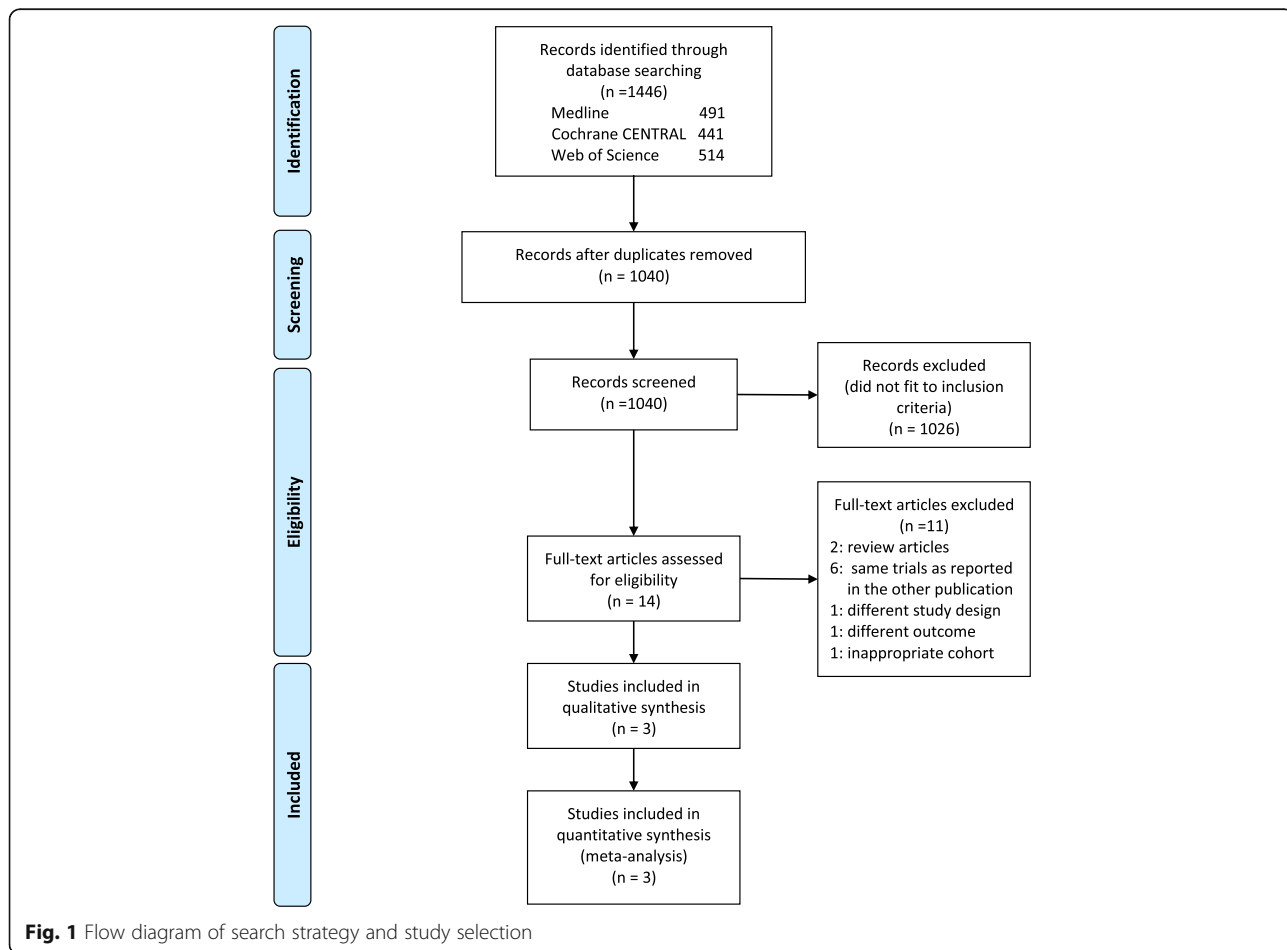 Identification
Records identified through
database searching
(n =1446)
Medline 491
Cochrane CENTRAL 441
Web of Science 514
Screening
Records after duplicates removed
(n = 1040)
Records screened
(n =1040)
Records excluded
(did not fit to inclusion
criteria)
(n = 1026)
Eligibility
Full-text articles assessed
for eligibility
(n = 14)
Full-text articles excluded
(n =11)
2: review articles
6: same trials as reported
in the other publication
1: different study design
1: different outcome
1: inappropriate cohort
Included
Studies included in
qualitative synthesis
(n = 3)
Studies included in
quantitative synthesis
(meta-analysis)
(n = 3)
Fig. 1 Flow diagram of search strategy and study selection